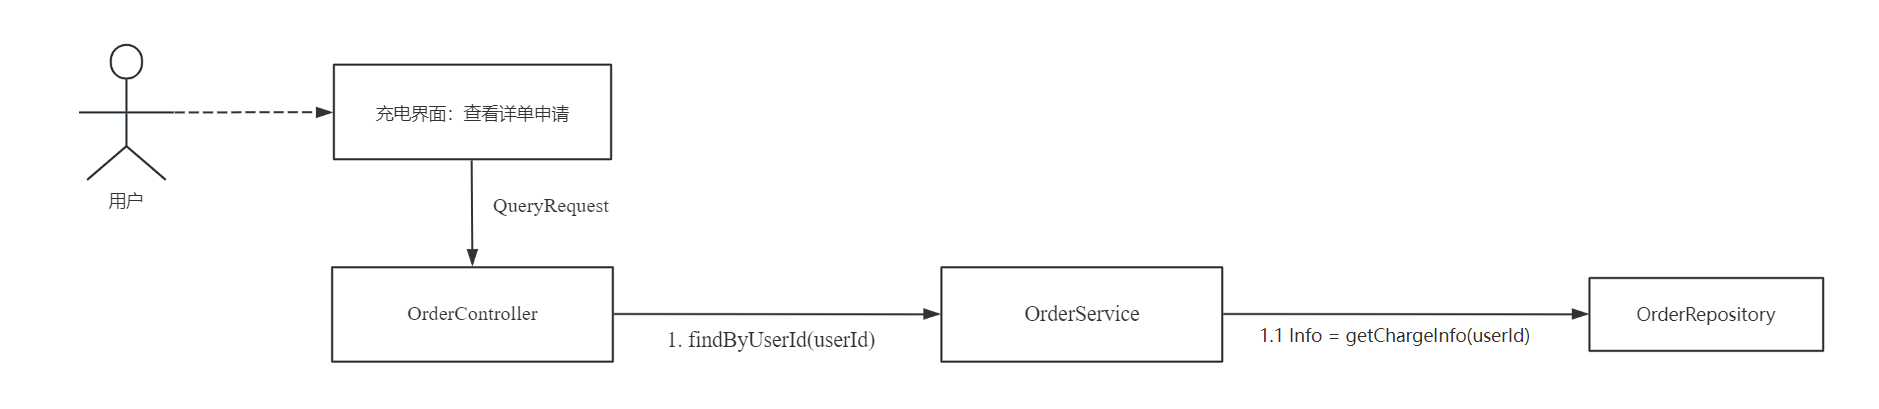 充电界面：查看详单申请
用户
QueryRequest
OrderController
1. findByUserId(userId)
OrderService
1.1 Info = getChargeInfo(userId)
OrderRepository